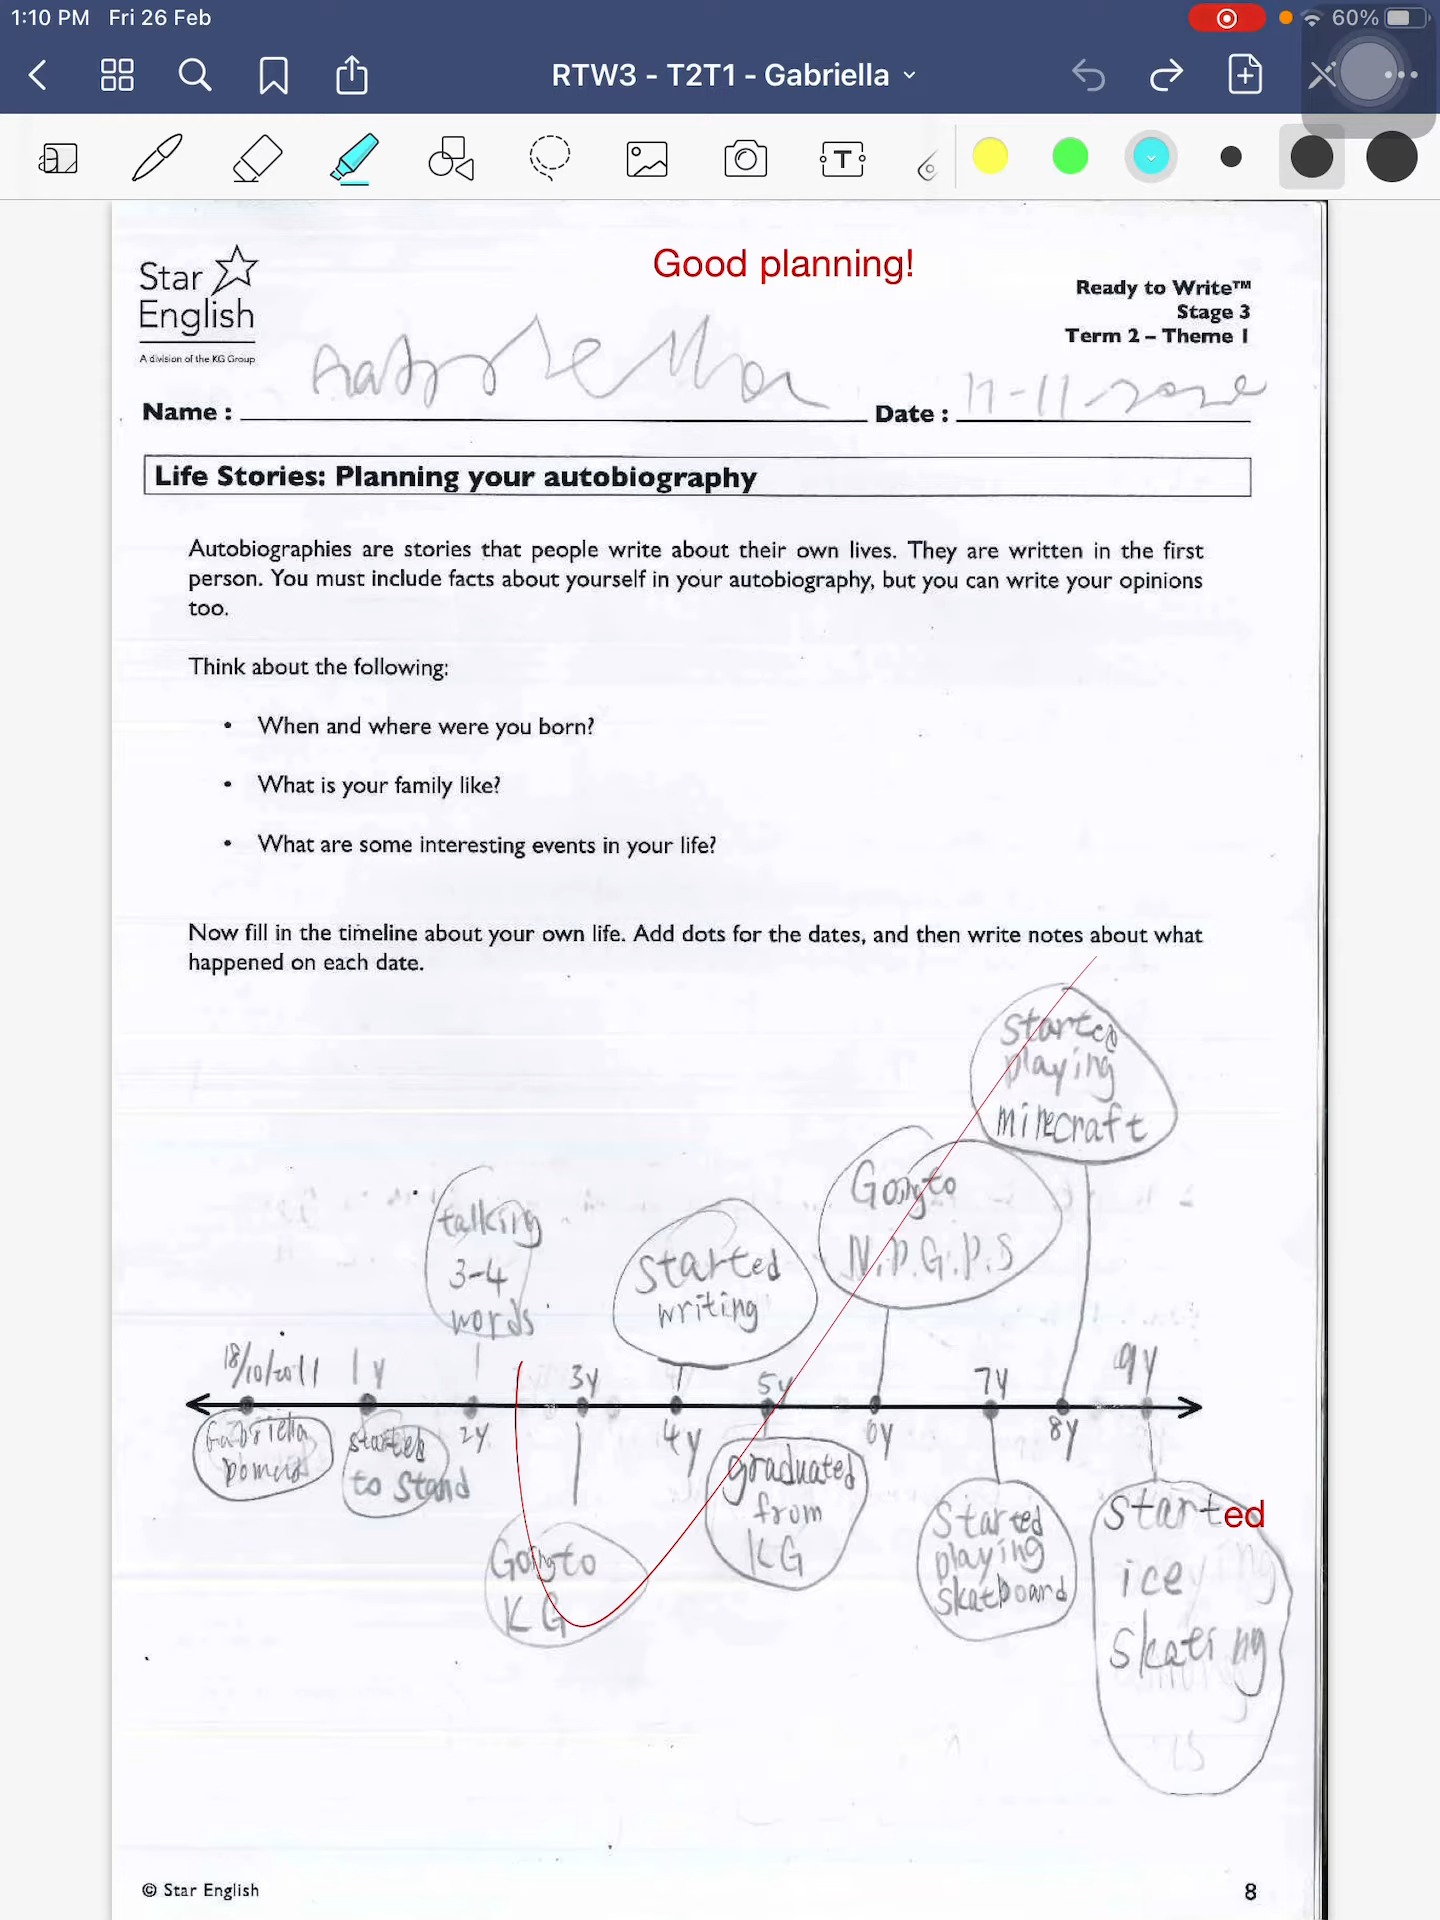 1:10 PM Fri 26 Feb
60%
RTW3 - T2T1 - Gabriella
T
Good planning!
Star
English
A division of the KG Group
Ready to Write™
Stage 3
Term 2 – Theme 1
Gabriella
Name :
Date :
Life Stories: Planning your autobiography
Autobiographies are stories that people write about their own lives. They are written in the first
person. You must include facts about yourself in your autobiography, but you can write your opinions
too.
Think about the following:
• When and where were you born?
• What is your family like?
• What are some interesting events in your life?
Now fill in the timeline about your own life. Add dots for the dates, and then write notes about what
happened on each date.
started
playing
minecraft
Going to
N.P.G.P.S
talking
3-4
words
started
writing
18/10/2011
1y
3y
5y
7y
9y
2y
4y
6y
8y
Gabriella
started
to stand
Going to
KG
graduated
from
KG
Started
playing
skatboard
Started
ice
skating
© Star English
8